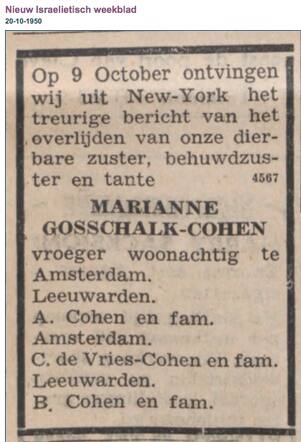 Nieuw Israelietisch weekblad
20-10-1950
Op 9 October ontvingen
wij uit New-York het
treurige bericht van het
overlijden van onze dier-
bare zuster, behuwdzus-
ter en tante 4567
MARIANNE
GOSSCHALK-COHEN
vroeger woonachtig te
Amsterdam.
Leeuwarden.
A. Cohen en fam.
Amsterdam.
C. de Vries-Cohen en fam.
Leeuwarden.
B. Cohen en fam.